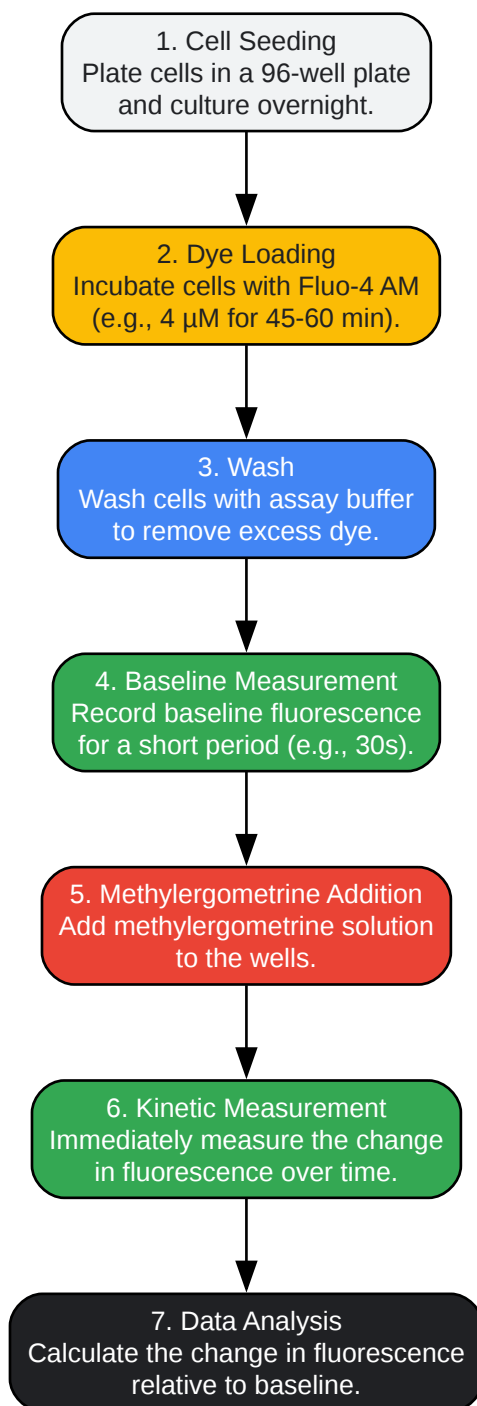 1. Cell Seeding
Plate cells in a 96-well plate
and culture overnight.
2. Dye Loading
Incubate cells with Fluo-4 AM
(e.g., 4 µM for 45-60 min).
3. Wash
Wash cells with assay buffer
to remove excess dye.
4. Baseline Measurement
Record baseline fluorescence
for a short period (e.g., 30s).
5. Methylergometrine Addition
Add methylergometrine solution
to the wells.
6. Kinetic Measurement
Immediately measure the change
in fluorescence over time.
7. Data Analysis
Calculate the change in fluorescence
relative to baseline.